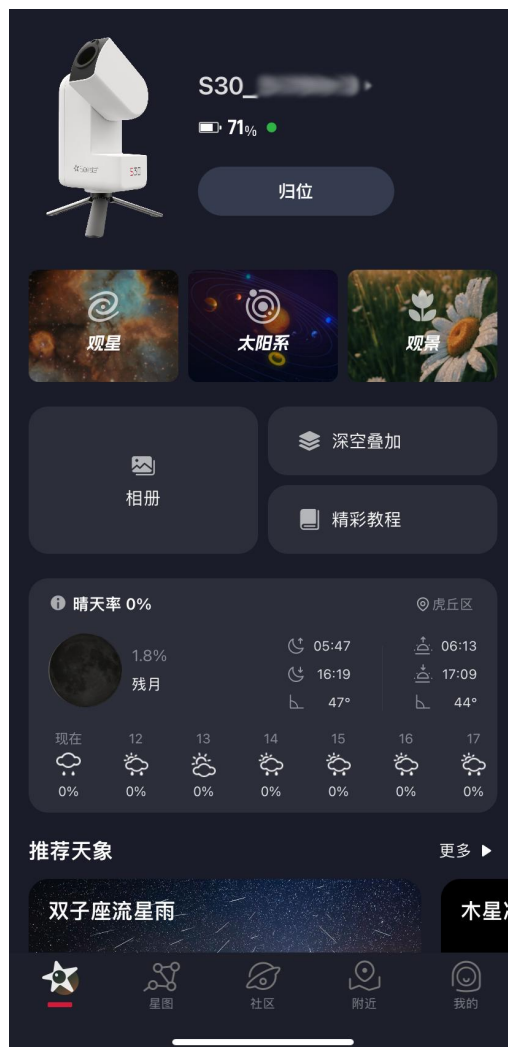 S30_
71%
归位
S30
观星
太阳系
观景
相册
深空叠加
精彩教程
晴天率 0%
虎丘区
1.8%
残月
05:47
16:19
47°
06:13
17:09
44°
现在 12 13 14 15 16 17
0% 0% 0% 0% 0% 0% 0%
推荐天象
更多
双子座流星雨
木星
星图
社区
附近
我的